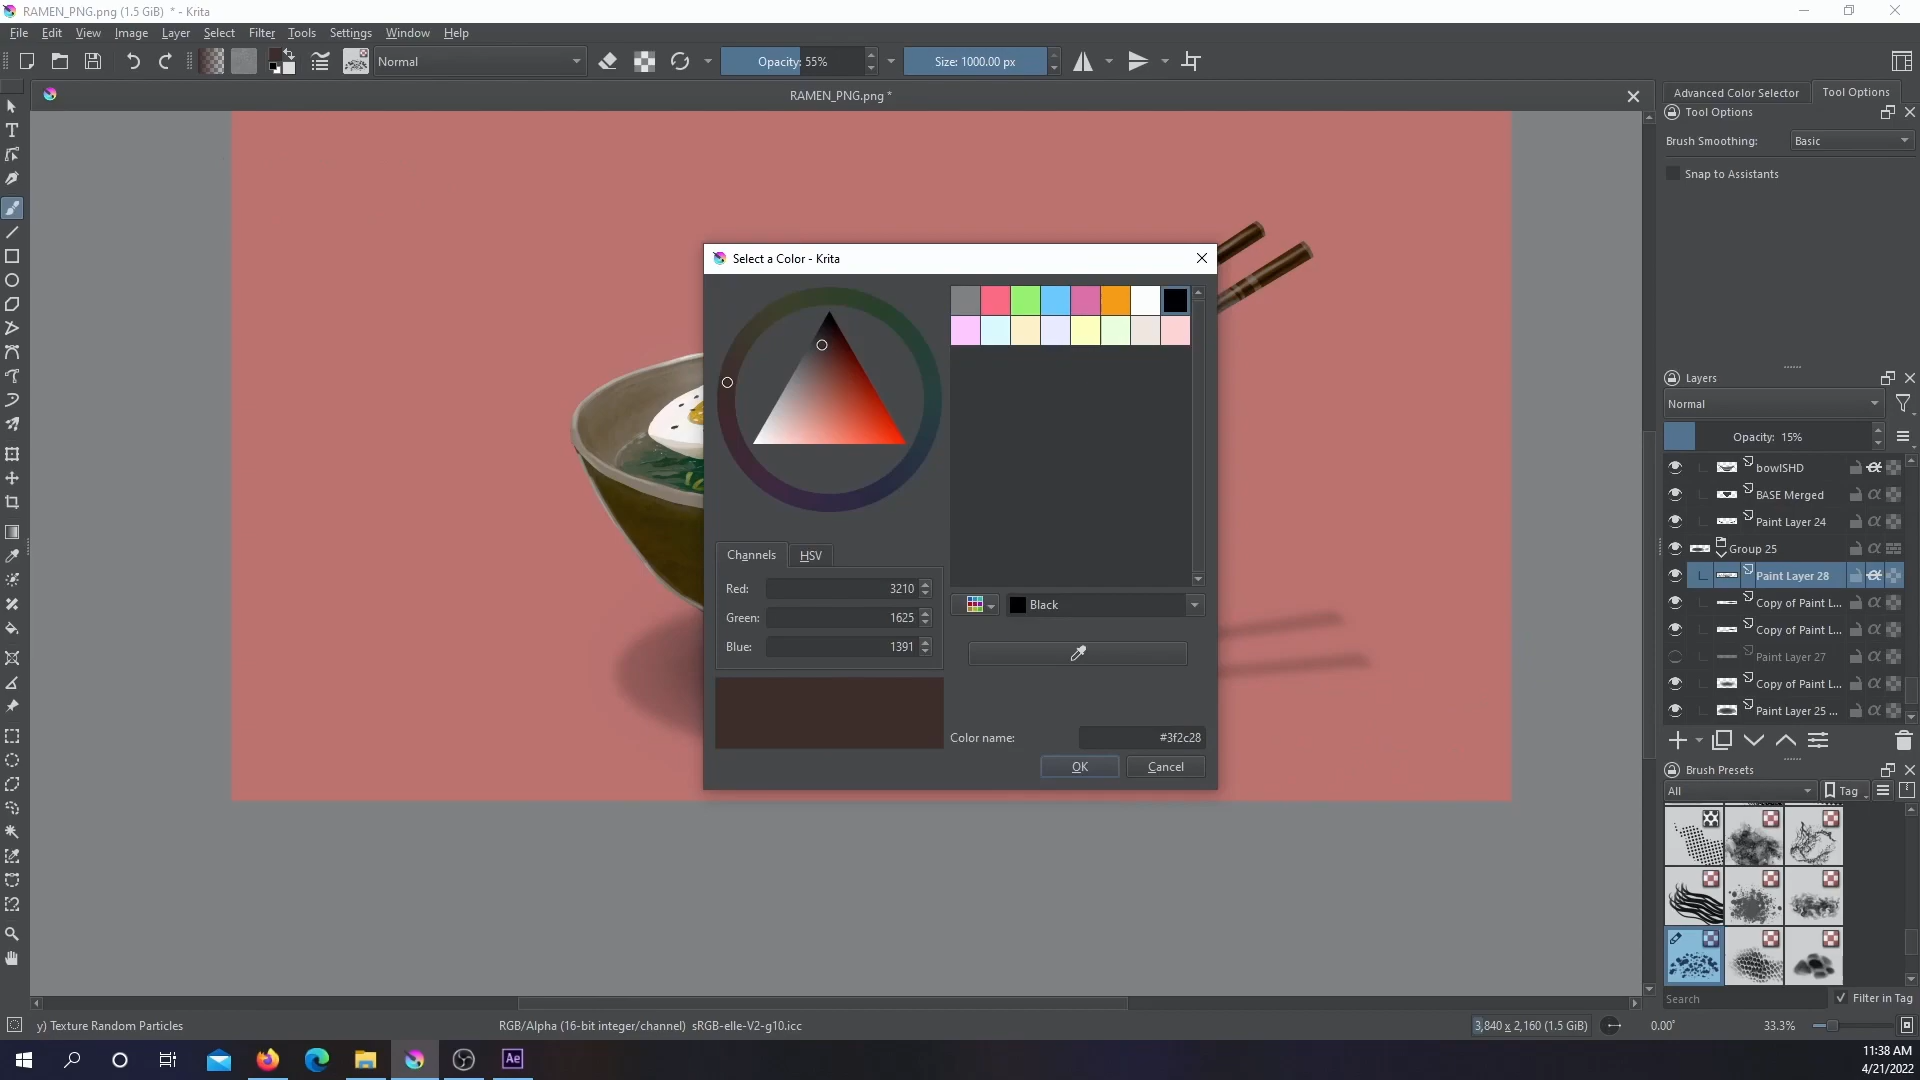 RAMEN_PNG.png (1.5 GiB)  * - Krita
File Edit View Image Layer Select Filter Tools Settings Window Help
Normal Opacity: 55% Size: 1000.00 px
RAMEN_PNG.png *
Advanced Color Selector Tool Options
Tool Options
Brush Smoothing: Basic
Snap to Assistants
Select a Color - Krita
Channels HSV
Red: 3210
Green: 1625
Blue: 1391
Black
Color name: #3f2c28
OK Cancel
Layers
Normal
Opacity: 15%
bowlSHD
BASE Merged
Paint Layer 24
Group 25
Paint Layer 28
Copy of Paint L...
Copy of Paint L...
Paint Layer 27
Copy of Paint L...
Paint Layer 25 ...
Brush Presets
All Tag
Search Filter in Tag
y) Texture Random Particles
RGB/Alpha (16-bit integer/channel)  sRGB-elle-V2-g10.icc
3,840 x 2,160 (1.5 GiB)
0.00°
33.3%
Ae
11:38 AM
4/21/2022